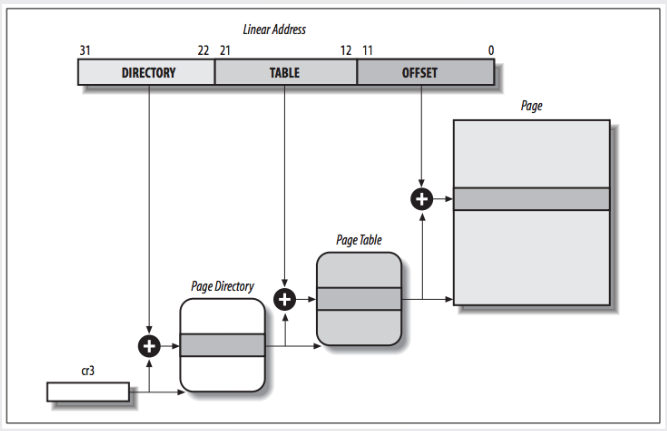 Linear Address
31 22 21 12 11 0
DIRECTORY TABLE OFFSET
Page
+
Page Table
Page Directory
+
+
cr3